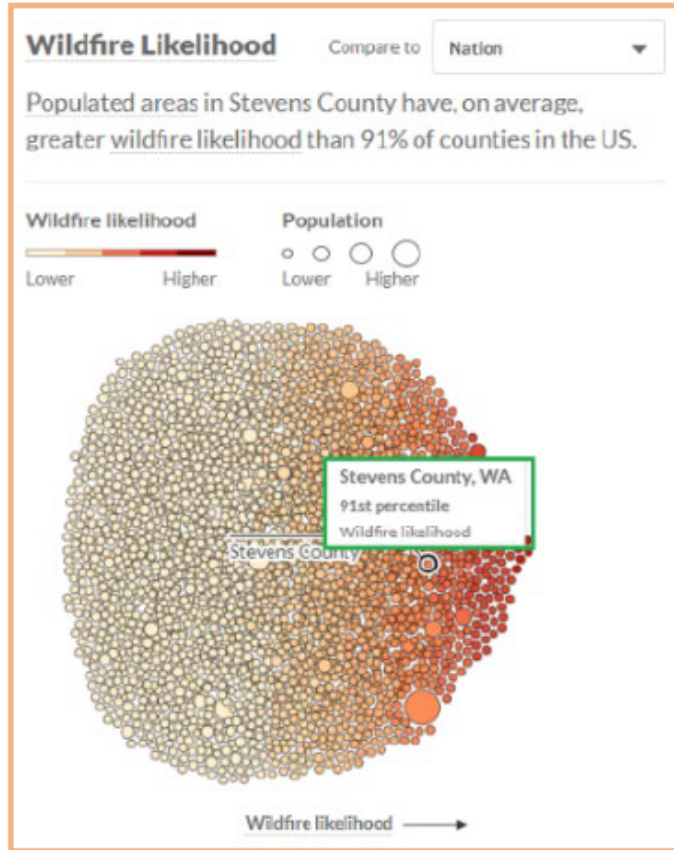 Wildfire Likelihood
Compare to
Nation
Populated areas in Stevens County have, on average,
greater wildfire likelihood than 91% of counties in the US.
Wildfire likelihood
Population
Lower
Higher
Lower
Higher
Stevens County, WA
91st percentile
Wildfire likelihood
Stevens County
Wildfire likelihood